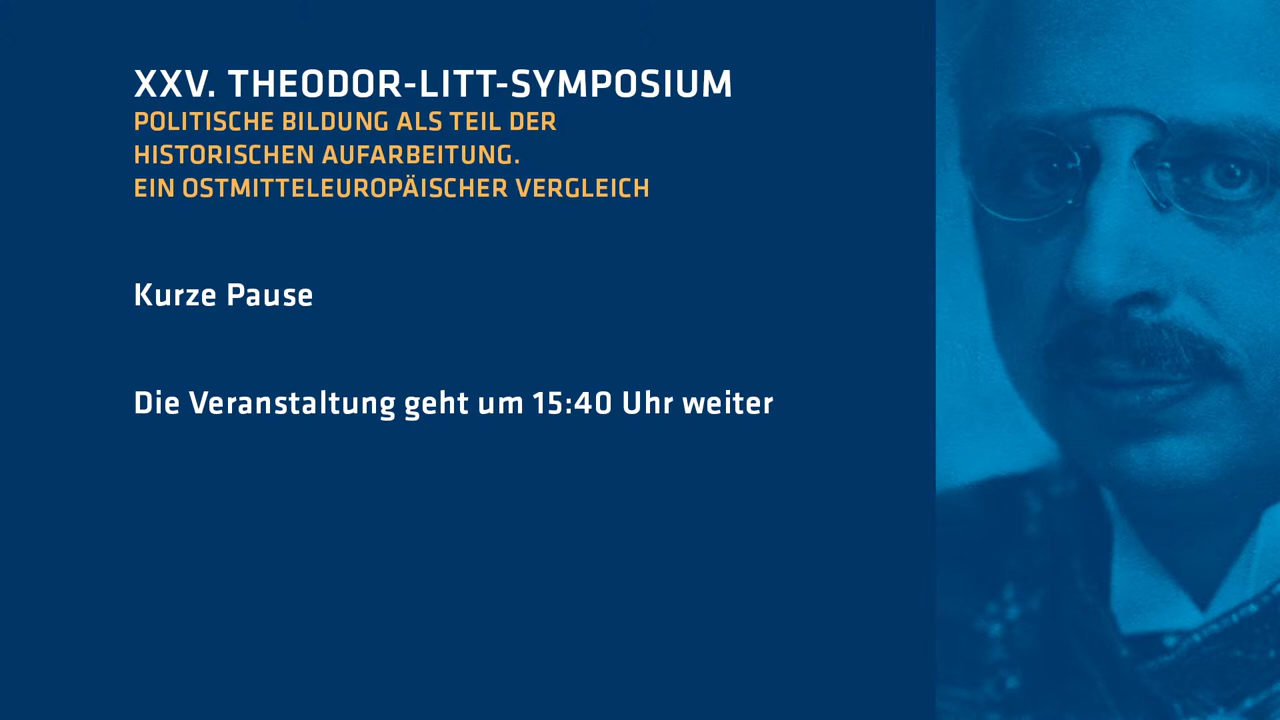 XXV. THEODOR-LITT-SYMPOSIUM
POLITISCHE BILDUNG ALS TEIL DER
HISTORISCHEN AUFARBEITUNG.
EIN OSTMITTELEUROPÄISCHER VERGLEICH
Kurze Pause
Die Veranstaltung geht um 15:40 Uhr weiter